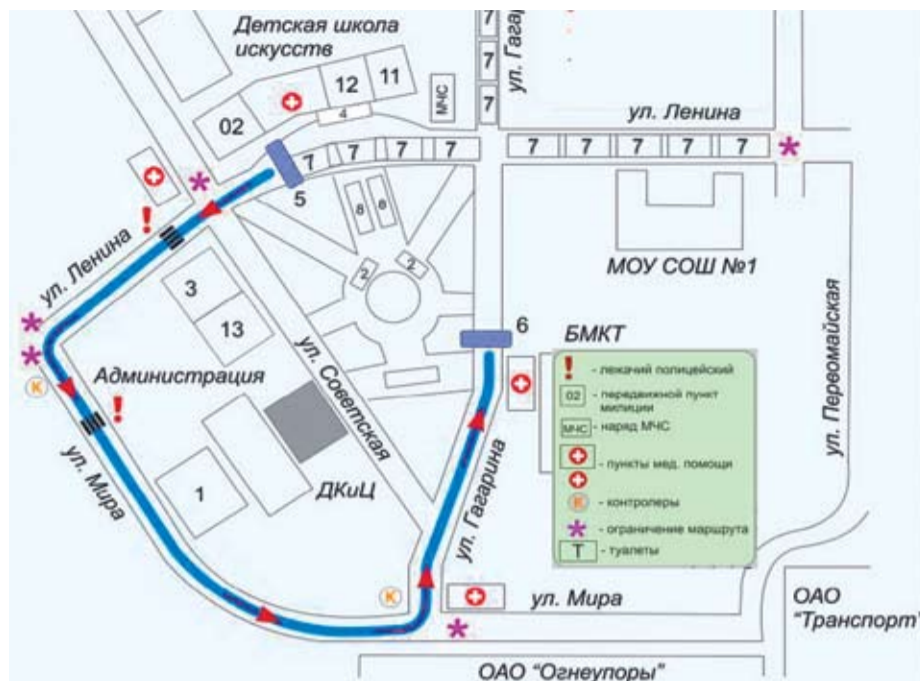 Детская школа
искусств
12
11
02
4
МЧС
7
7
7
ул. Гагар
ул. Ленина
7
7
7
7
7
7
7
7
7
5
!
8
8
2
2
МОУ СОШ №1
ул. Ленина
3
13
6
БМКТ
ул. Советская
ул. Первомайская
Администрация
К
!
ул. Мира
1
ДКиЦ
ул. Гагарина
! - лежачий полицейский
02 - передвижной пункт
милиции
МЧС - наряд МЧС
- пункты мед. помощи
К - контролеры
* - ограничение маршрута
Т - туалеты
К
ул. Мира
ОАО
"Транспорт"
ОАО "Огнеупоры"